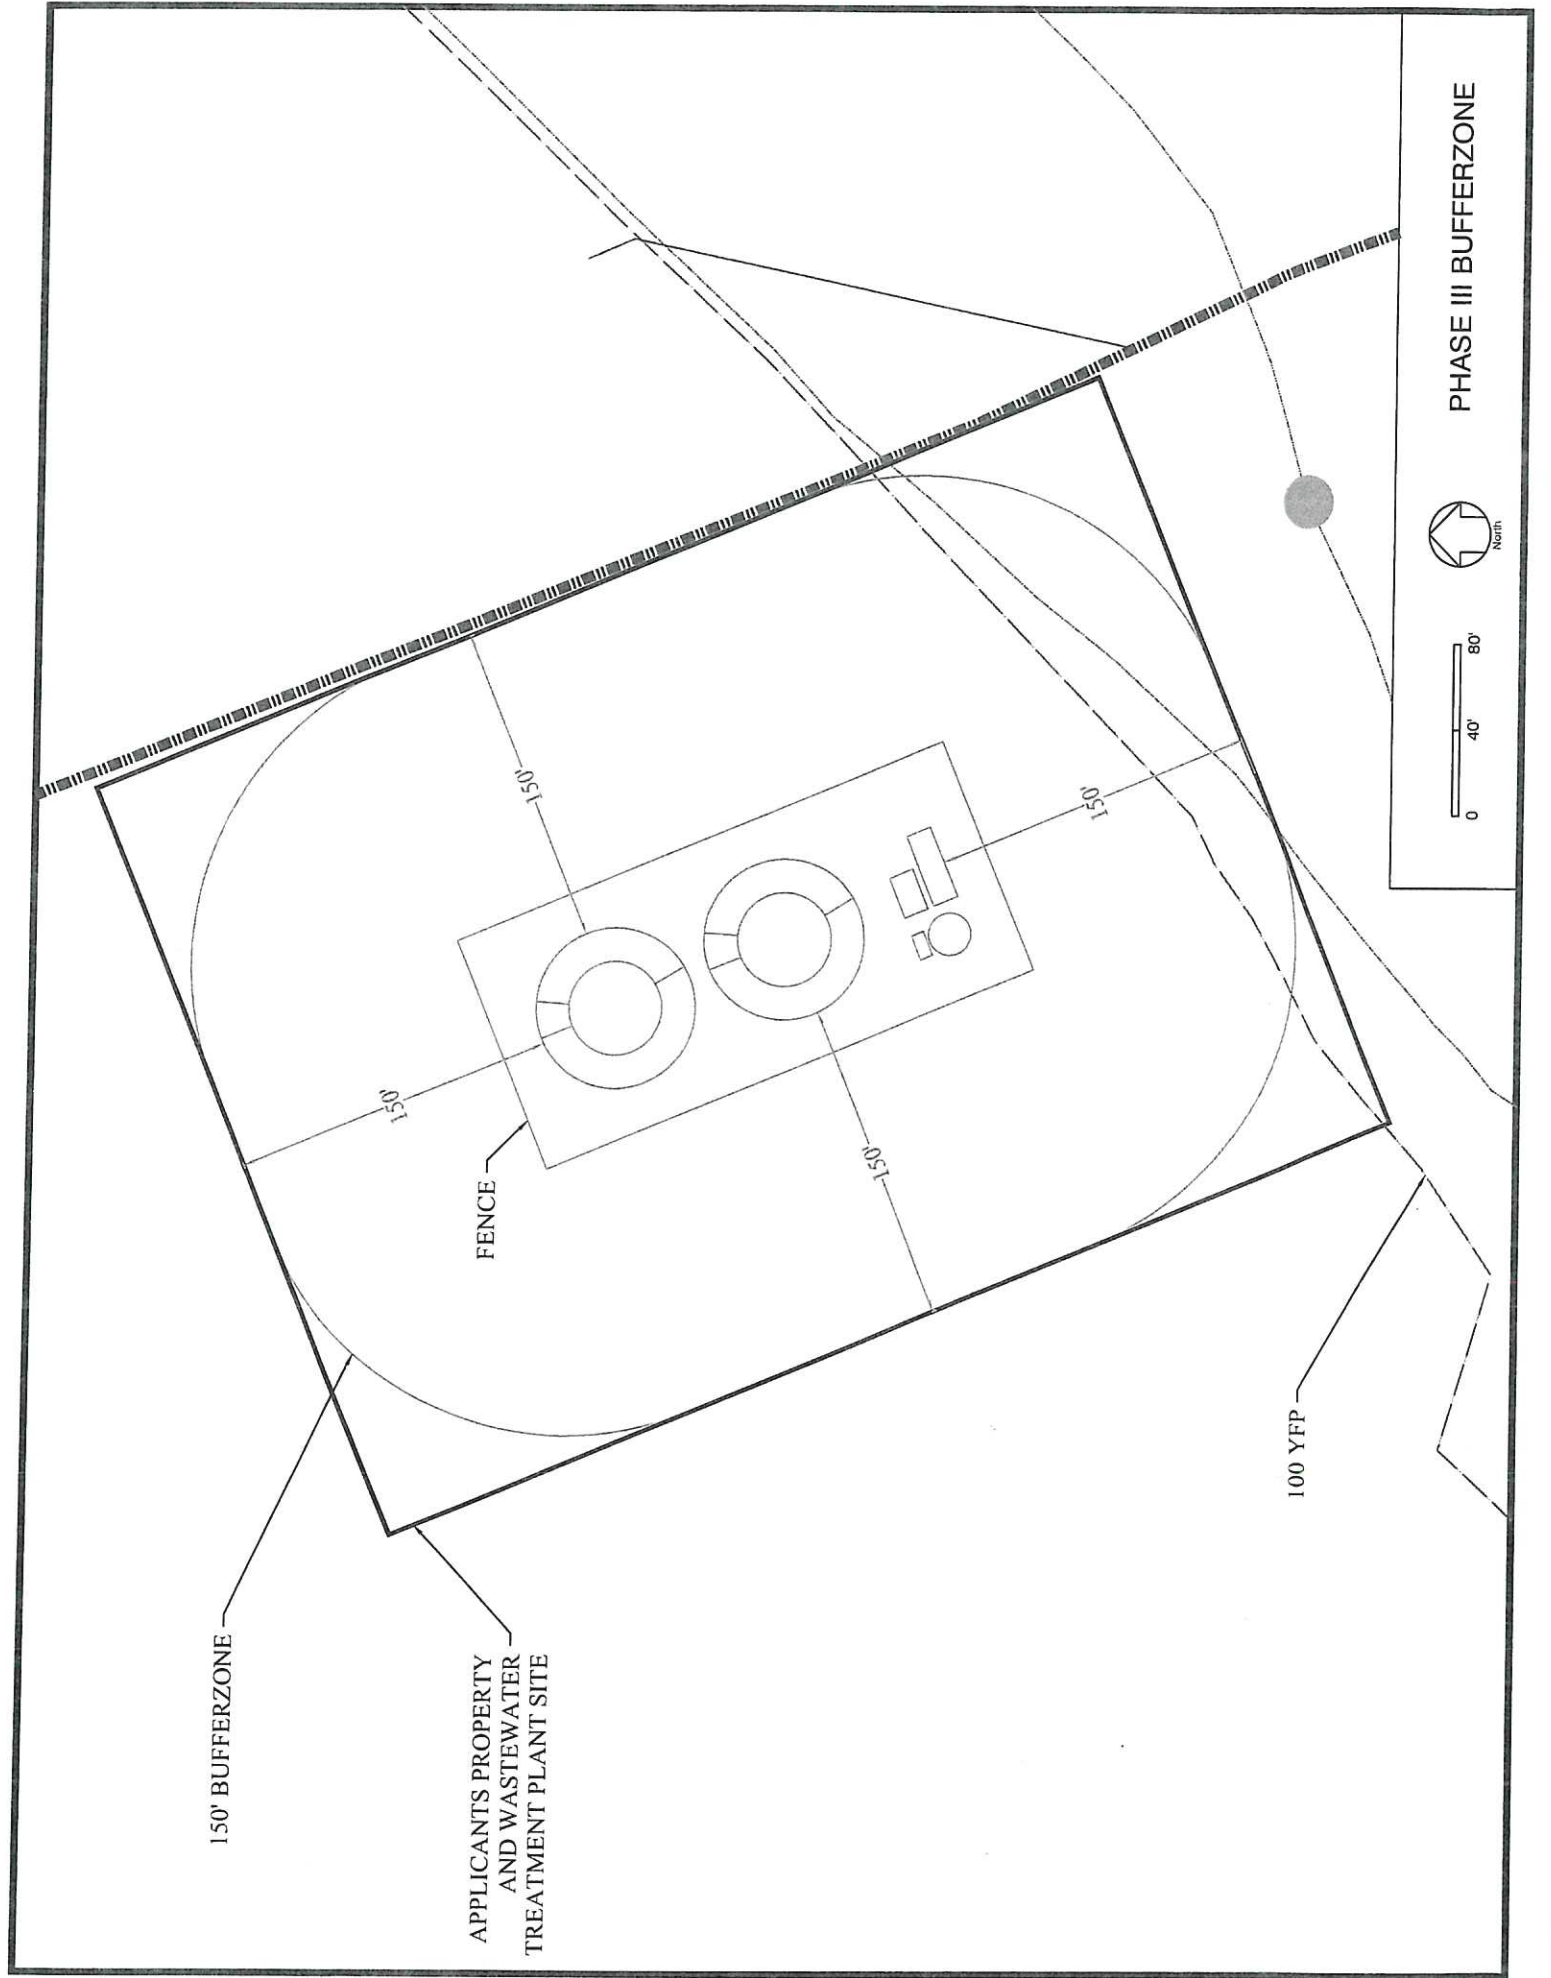 150' BUFFERZONE
APPLICANTS PROPERTY
AND WASTEWATER
TREATMENT PLANT SITE
FENCE
150'
150'
150'
150'
100 YFP
0 40' 80'
North
PHASE III BUFFERZONE